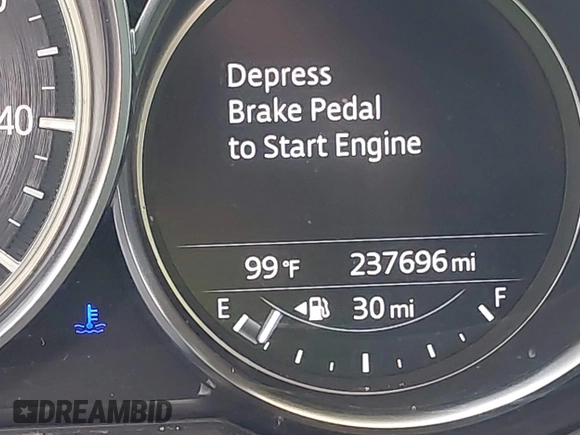 Depress
Brake Pedal
to Start Engine
40
99°F 237696 mi
E 30 mi F
DREAMBID